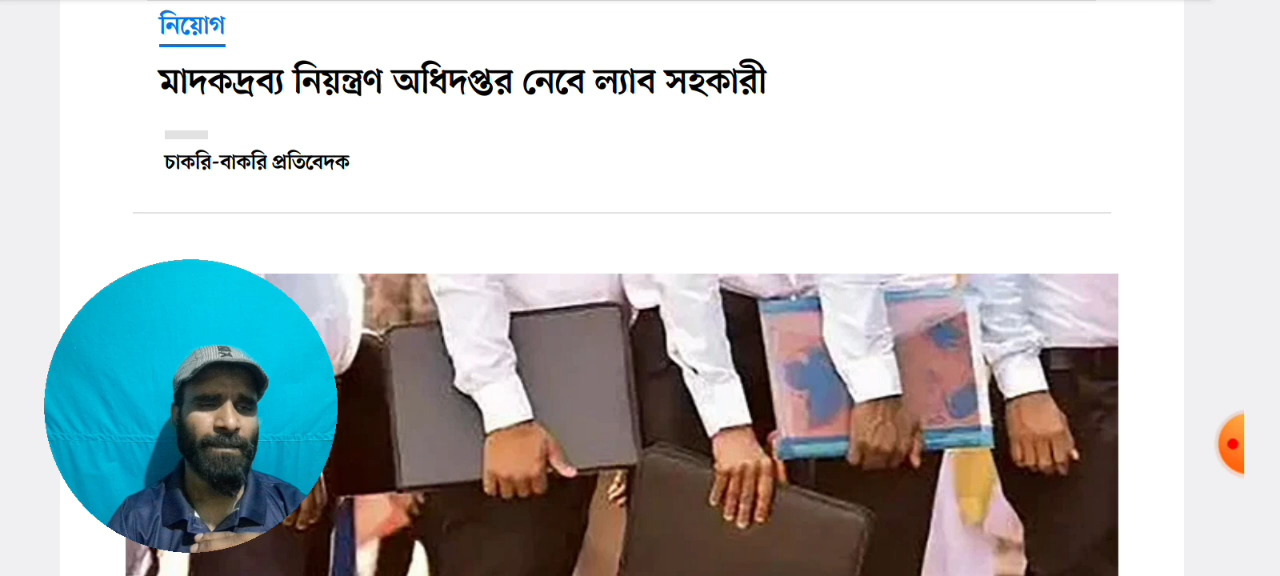 নিয়োগ
মাদকদ্রব্য নিয়ন্ত্রণ অধিদপ্তর নেবে ল্যাব সহকারী
চাকরি-বাকরি প্রতিবেদক